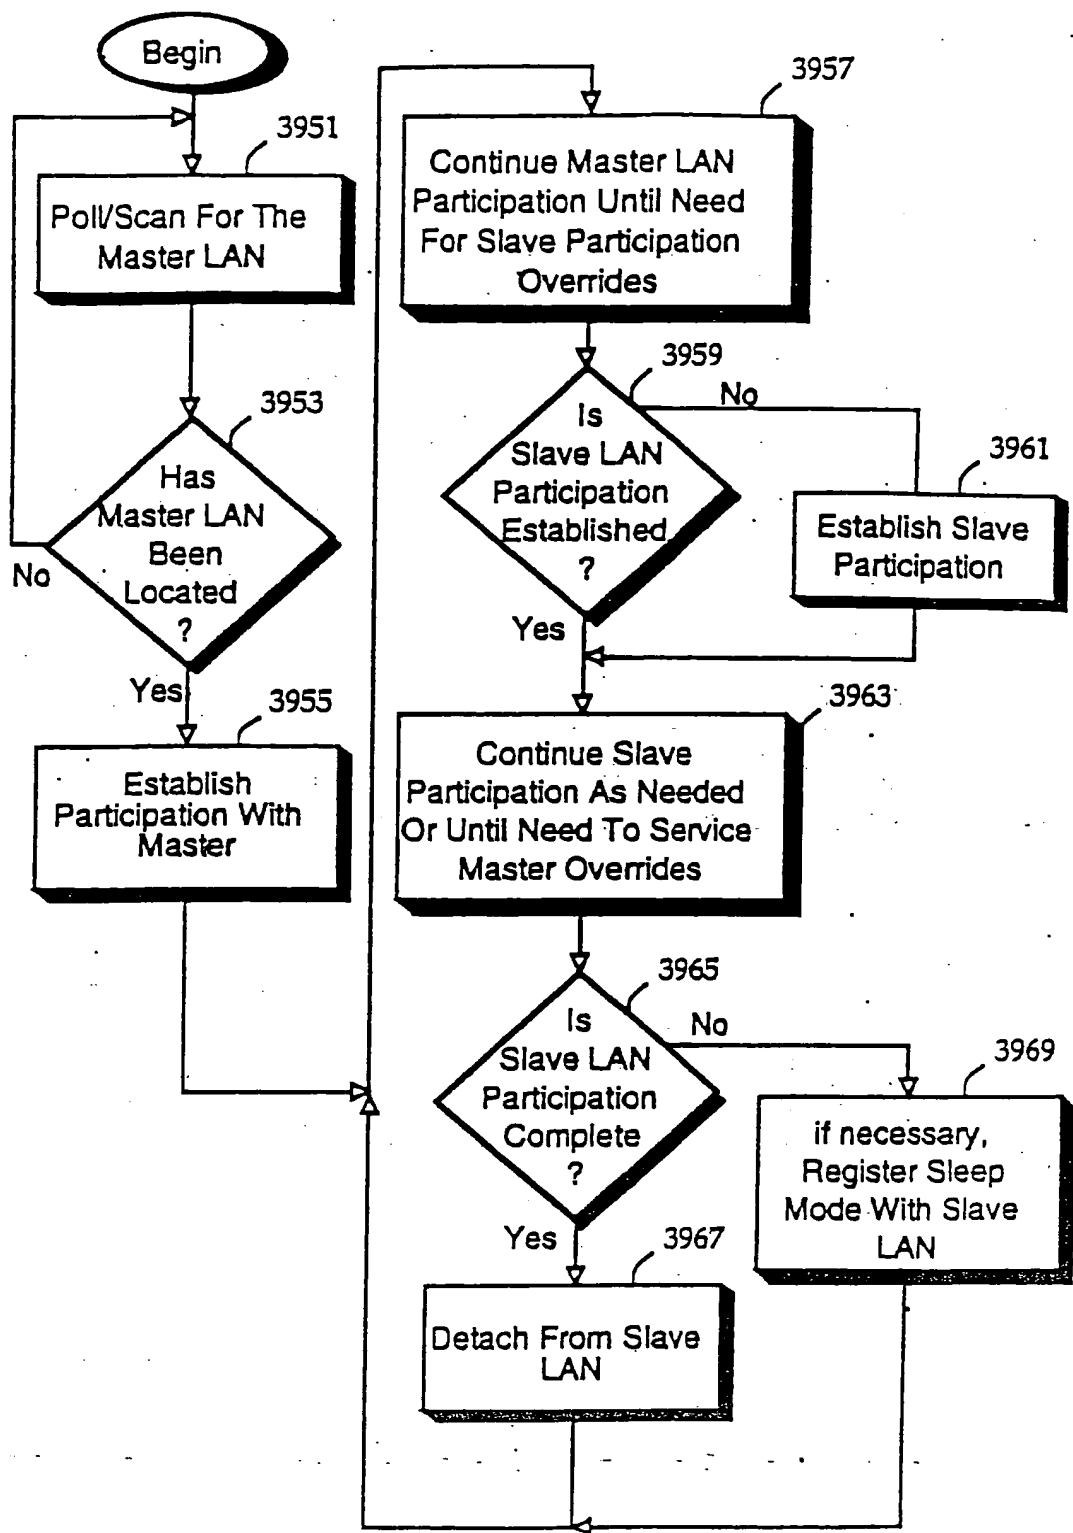 Begin
3951
Poll/Scan For The
Master LAN
3953
Has
Master LAN
Been
Located
?
No
Yes
3955
Establish
Participation With
Master
3957
Continue Master LAN
Participation Until Need
For Slave Participation
Overrides
3959
Is
Slave LAN
Participation
Established
?
No
3961
Establish Slave
Participation
Yes
3963
Continue Slave
Participation As Needed
Or Until Need To Service
Master Overrides
3965
Is
Slave LAN
Participation
Complete
?
No
3969
if necessary,
Register Sleep
Mode With Slave
LAN
Yes
3967
Detach From Slave
LAN